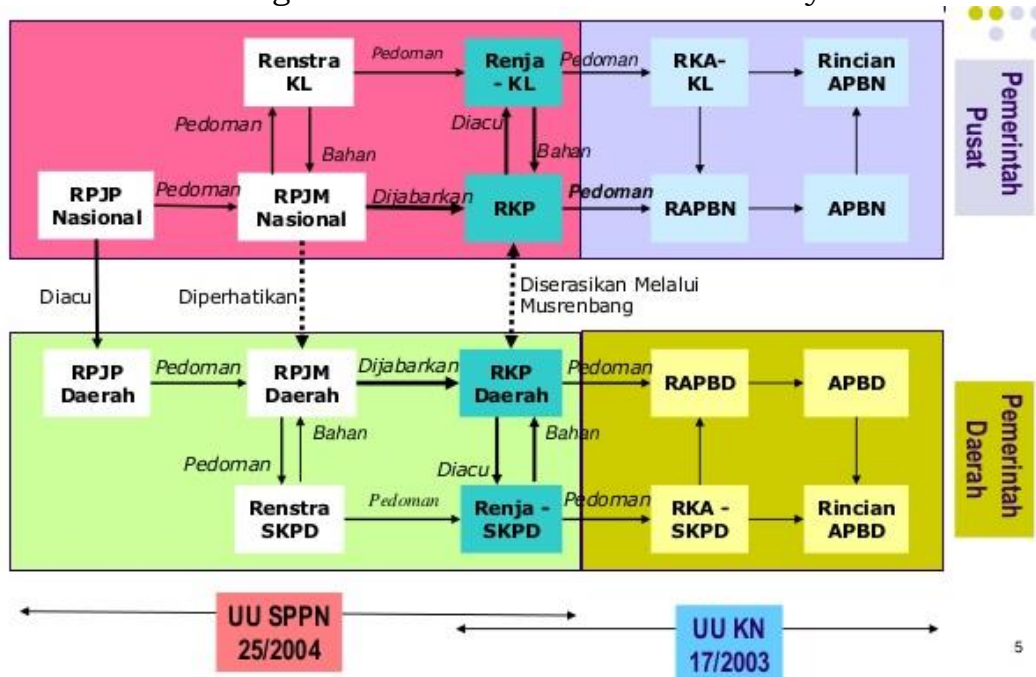 Pedoman
Renstra
KL
Renja
- KL
Pedoman
RKA-
KL
Rincian
APBN
Pemerintah
Pusat
Pedoman
Bahan
Diacu
Bahan
RPJP
Nasional
Pedoman
RPJM
Nasional
Dijabarkan
RKP
Pedoman
RAPBN
APBN
Diacu
Diperhatikan
Diserasikan Melalui
Musrenbang
RPJP
Daerah
Pedoman
RPJM
Daerah
Dijabarkan
RKP
Daerah
Pedoman
RAPBD
APBD
Pemerintah
Daerah
Pedoman
Bahan
Diacu
Bahan
Renstra
SKPD
Pedoman
Renja -
SKPD
Pedoman
RKA -
SKPD
Rincian
APBD
UU SPPN
25/2004
UU KN
17/2003
5